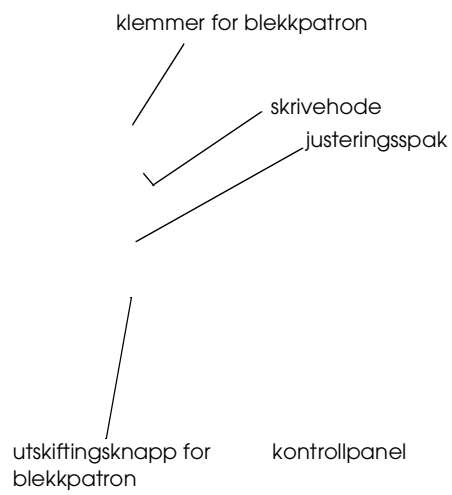 klemmer for blekkpatron
skrivehode
justeringsspak
utskiftingsknapp for
blekkpatron
kontrollpanel